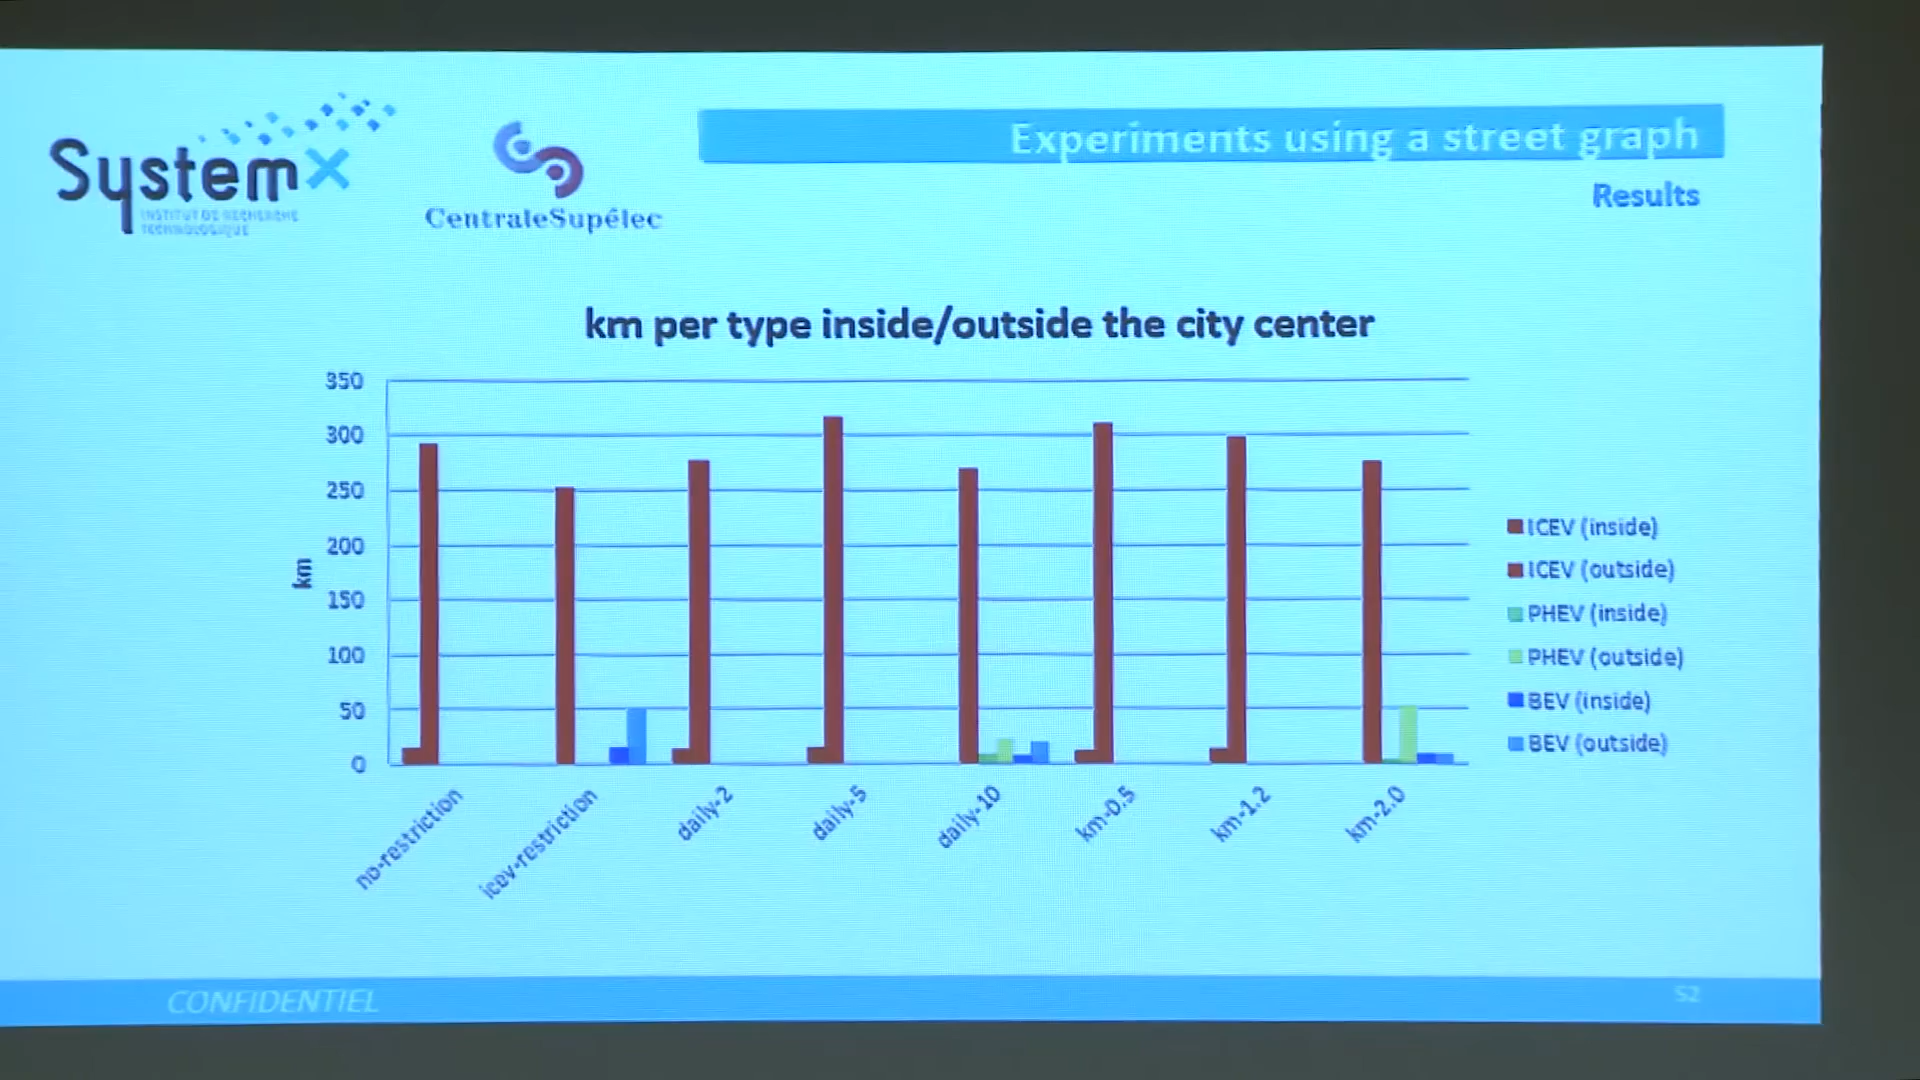 SystemX
INSTITUT DE RECHERCHE
TECHNOLOGIQUE
CentraleSupélec
Experiments using a street graph
Results
km per type inside/outside the city center
350
300
250
200
150
100
50
0
km
no-restriction
icev-restriction
daily-2
daily-5
daily-10
km-0.5
km-1.2
km-2.0
ICEV (inside)
ICEV (outside)
PHEV (inside)
PHEV (outside)
BEV (inside)
BEV (outside)
CONFIDENTIEL
52